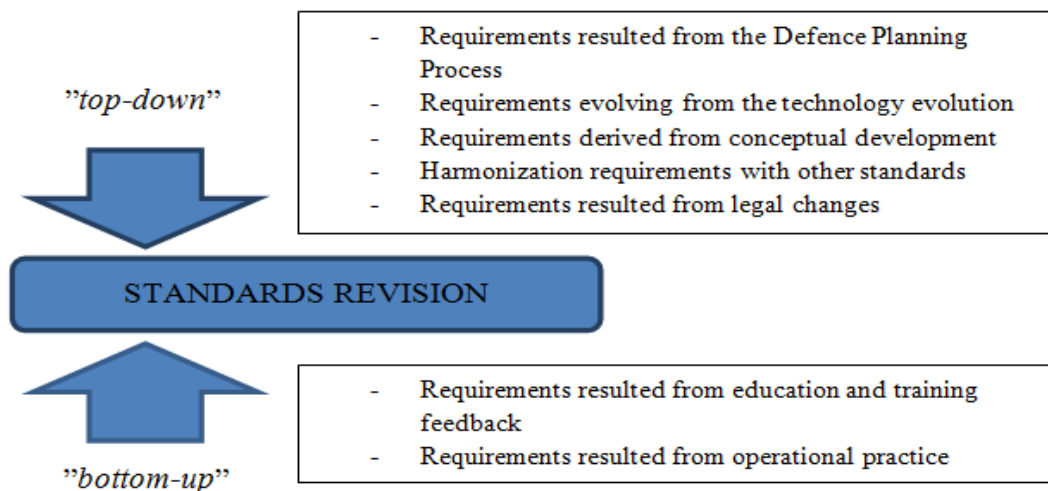 ”top-down”
- Requirements resulted from the Defence Planning
Process
- Requirements evolving from the technology evolution
- Requirements derived from conceptual development
- Harmonization requirements with other standards
- Requirements resulted from legal changes
STANDARDS REVISION
- Requirements resulted from education and training
feedback
- Requirements resulted from operational practice
”bottom-up”